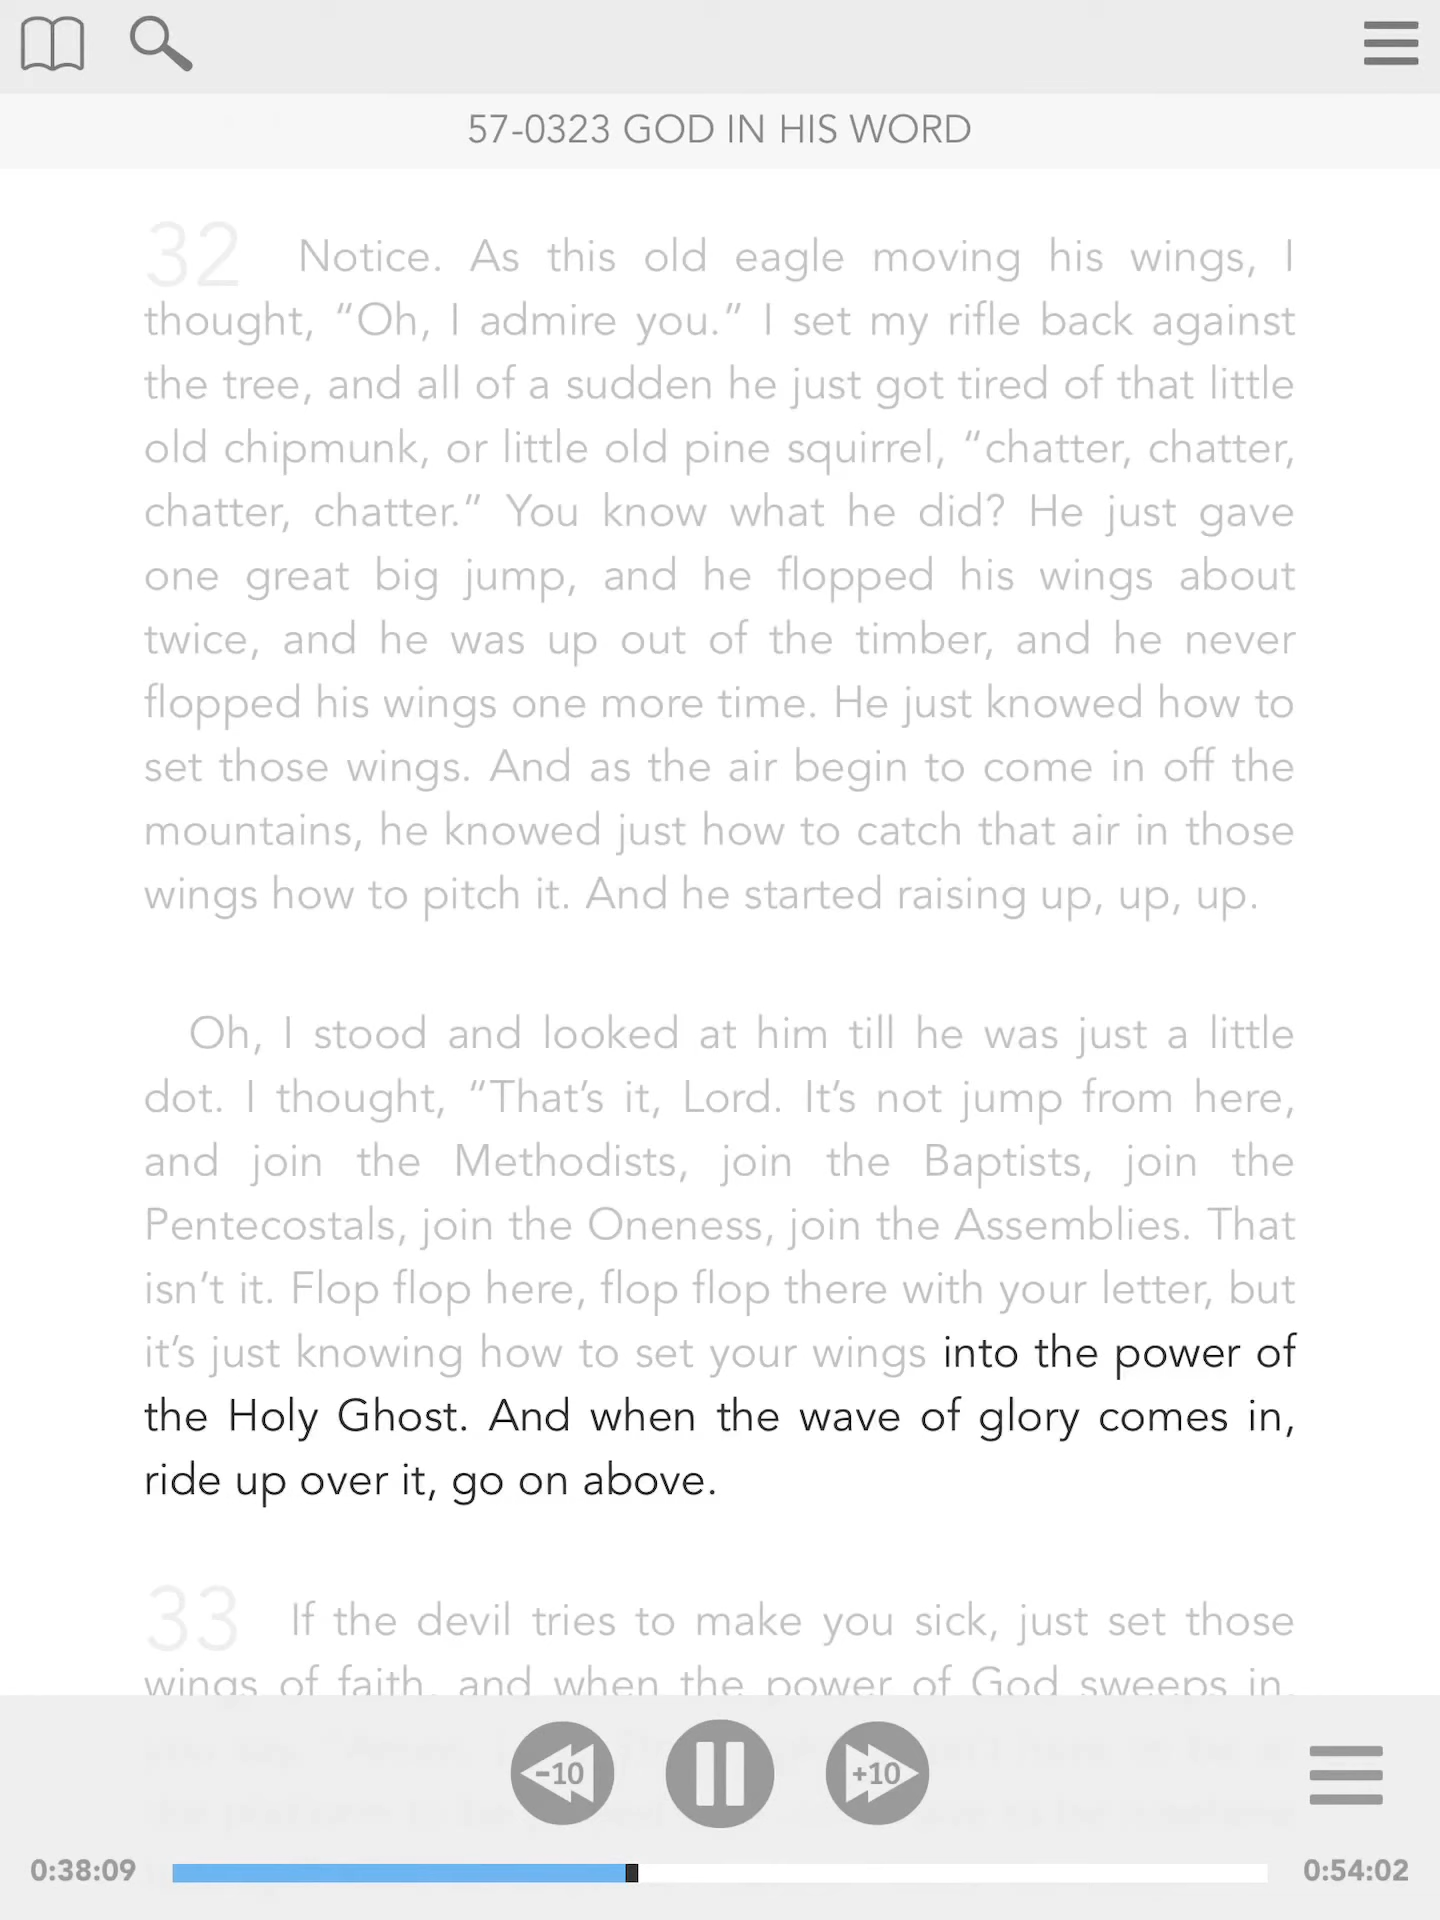 57-0323 GOD IN HIS WORD
32 Notice. As this old eagle moving his wings, I
thought, “Oh, I admire you.” I set my rifle back against
the tree, and all of a sudden he just got tired of that little
old chipmunk, or little old pine squirrel, “chatter, chatter,
chatter, chatter.” You know what he did? He just gave
one great big jump, and he flopped his wings about
twice, and he was up out of the timber, and he never
flopped his wings one more time. He just knowed how to
set those wings. And as the air begin to come in off the
mountains, he knowed just how to catch that air in those
wings how to pitch it. And he started raising up, up, up.
Oh, I stood and looked at him till he was just a little
dot. I thought, “That’s it, Lord. It’s not jump from here,
and join the Methodists, join the Baptists, join the
Pentecostals, join the Oneness, join the Assemblies. That
isn’t it. Flop flop here, flop flop there with your letter, but
it’s just knowing how to set your wings into the power of
the Holy Ghost. And when the wave of glory comes in,
ride up over it, go on above.
33 If the devil tries to make you sick, just set those
wings of faith, and when the power of God sweeps in,
-10 +10
0:38:09 0:54:02